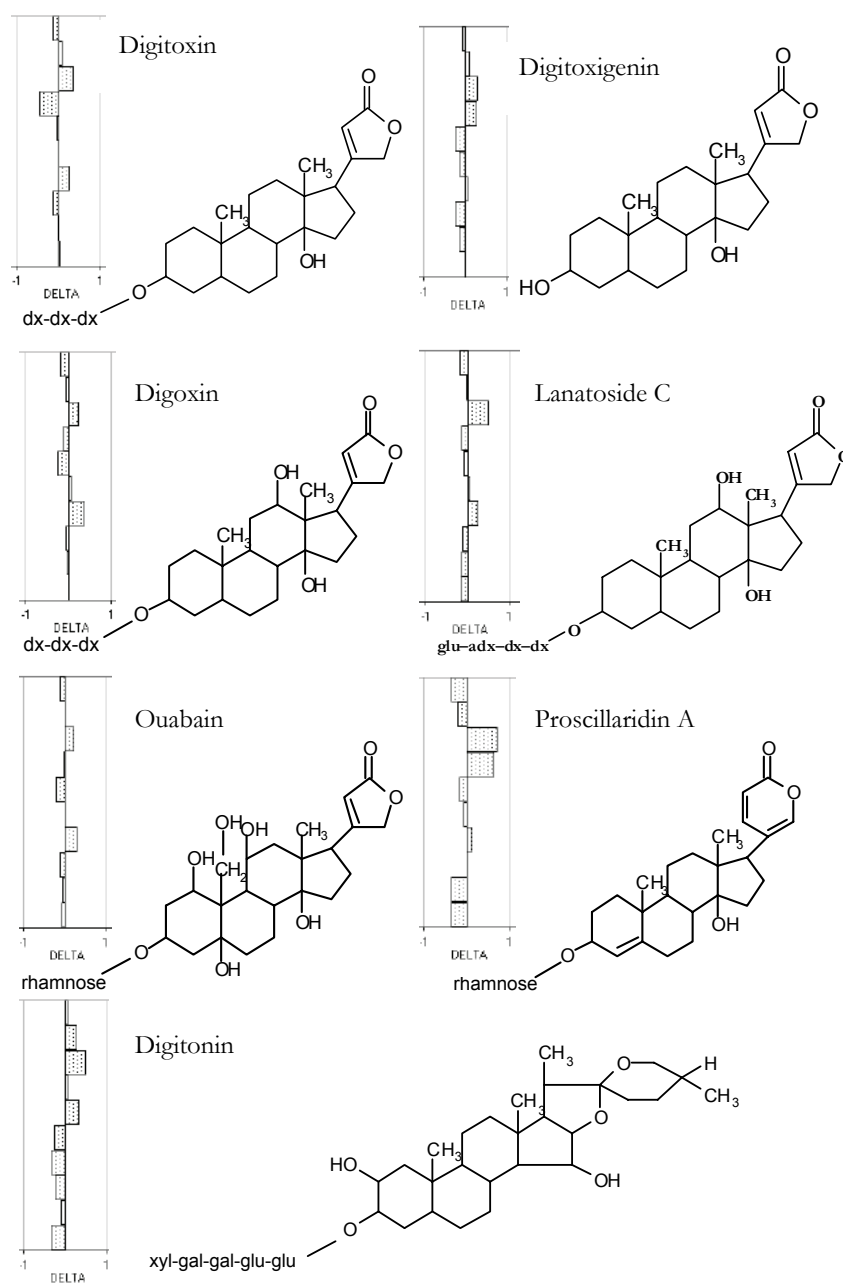 Digitoxin
O
O
CH3
CH3
OH
O
dx-dx-dx
-1
1
DELTA
Digitoxigenin
O
O
CH3
CH3
OH
HO
-1
1
DELTA
Digoxin
O
O
OH
CH3
CH3
OH
O
dx-dx-dx
-1
1
DELTA
Lanatoside C
O
O
OH
CH3
CH3
OH
O
glu-adx-dx-dx
-1
1
DELTA
Ouabain
O
O
OH
OH
CH3
OH
CH2
OH
OH
O
rhamnose
-1
1
DELTA
Proscillaridin A
O
O
CH3
CH3
OH
O
rhamnose
-1
1
DELTA
Digitonin
CH3
O
H
CH3
O
CH3
CH3
HO
OH
O
xyl-gal-gal-glu-glu
-1
1
DELTA